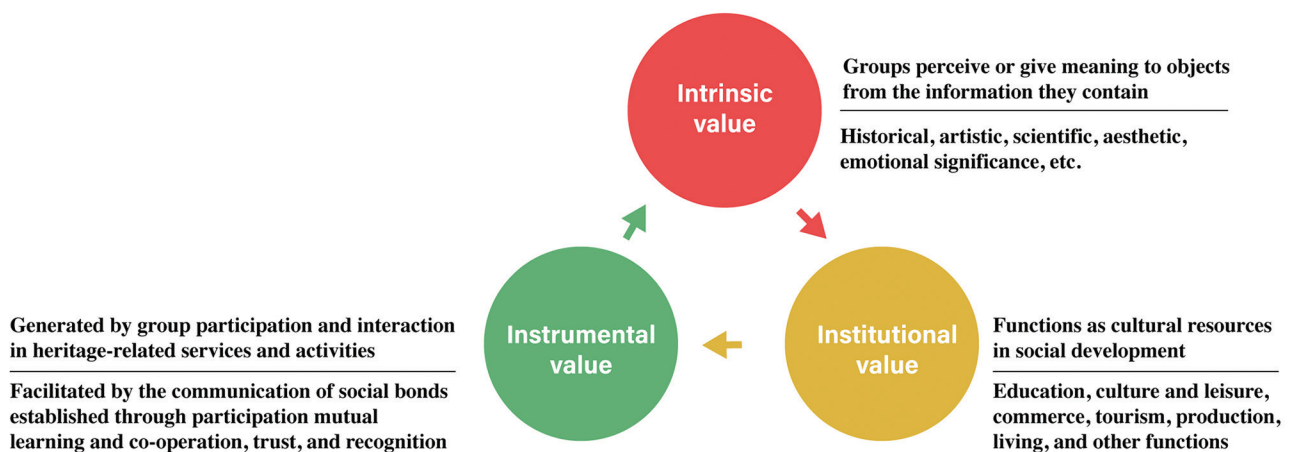 Intrinsic
value
Groups perceive or give meaning to objects
from the information they contain
Historical, artistic, scientific, aesthetic,
emotional significance, etc.
Instrumental
value
Generated by group participation and interaction
in heritage-related services and activities
Facilitated by the communication of social bonds
established through participation mutual
learning and co-operation, trust, and recognition
Institutional
value
Functions as cultural resources
in social development
Education, culture and leisure,
commerce, tourism, production,
living, and other functions